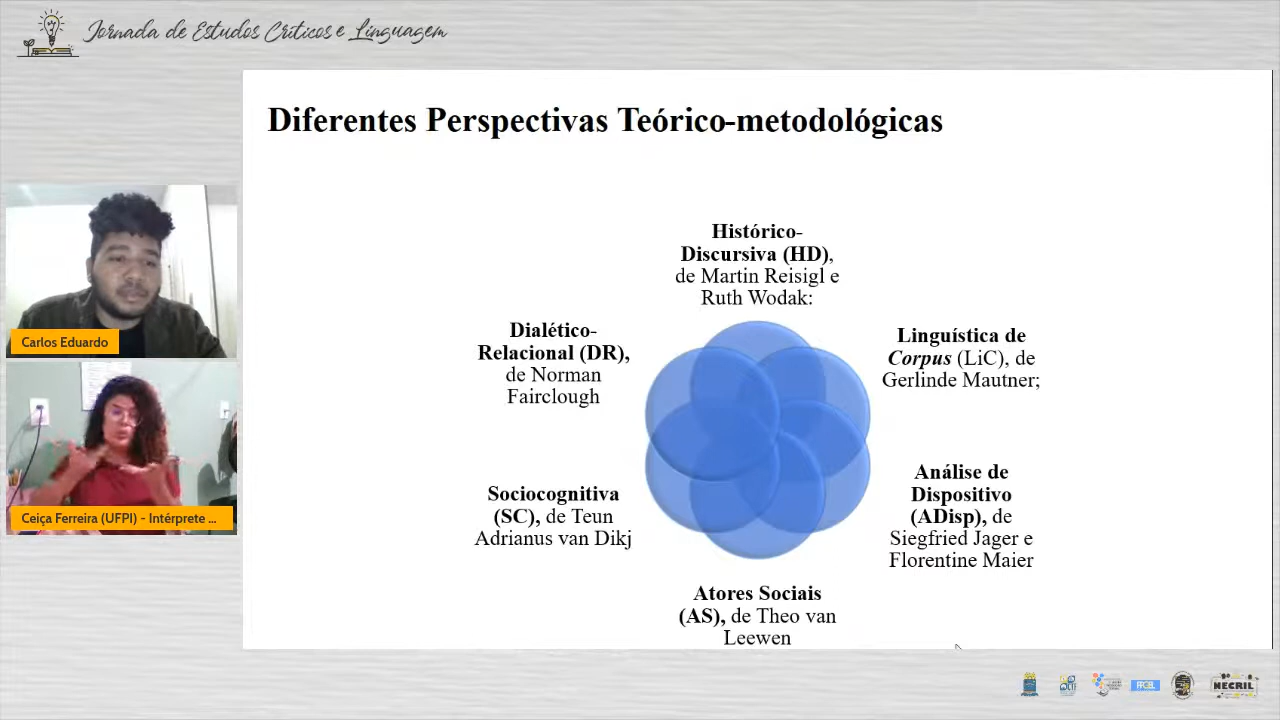 Jornada de Estudos Críticos e Linguagem
Diferentes Perspectivas Teórico-metodológicas
Histórico-
Discursiva (HD),
de Martin Reisigl e
Ruth Wodak:
Dialético-
Relacional (DR),
de Norman
Fairclough
Linguística de
Corpus (LiC), de
Gerlinde Mautner;
Sociocognitiva
(SC), de Teun
Adrianus van Dikj
Análise de
Dispositivo
(ADisp), de
Siegfried Jager e
Florentine Maier
Atores Sociais
(AS), de Theo van
Leewen
Carlos Eduardo
Ceiça Ferreira (UFPI) - Intérprete ...
NECRIL